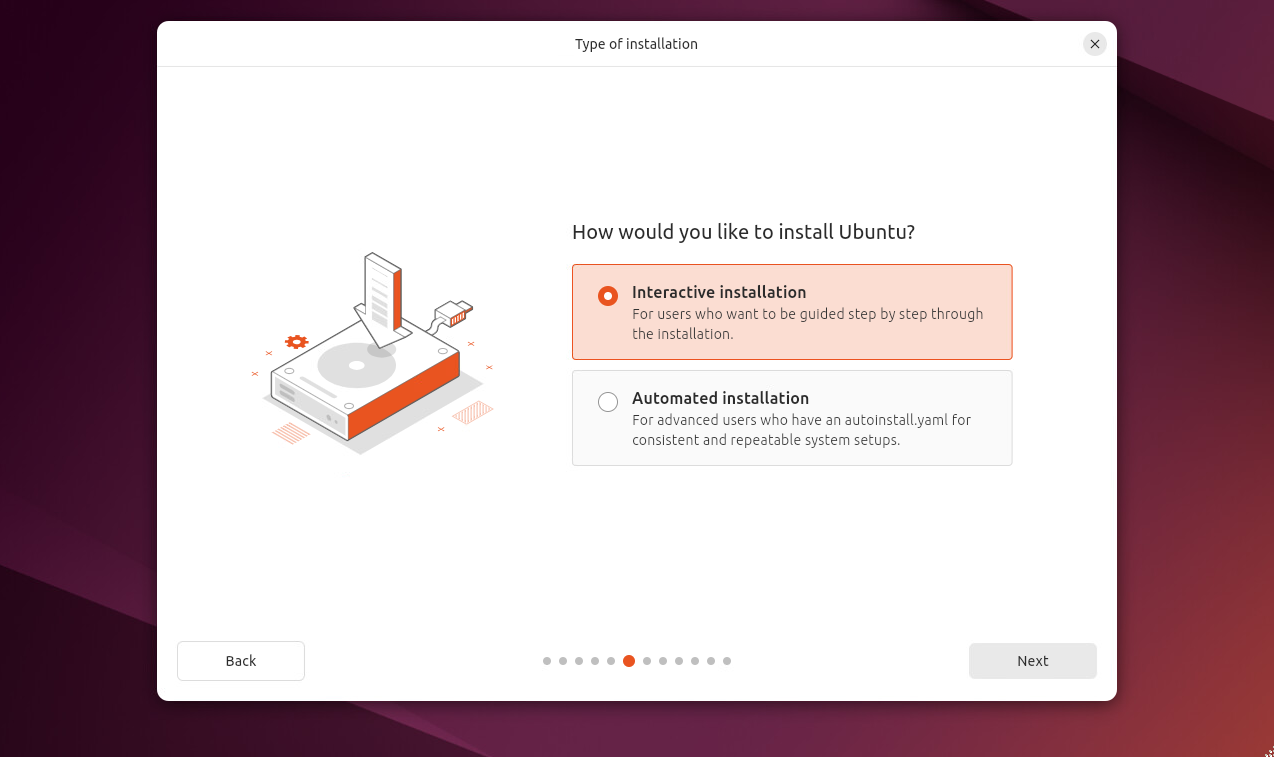 Type of installation
How would you like to install Ubuntu?
Interactive installation
For users who want to be guided step by step through
the installation.
Automated installation
For advanced users who have an autoinstall.yaml for
consistent and repeatable system setups.
Back
Next